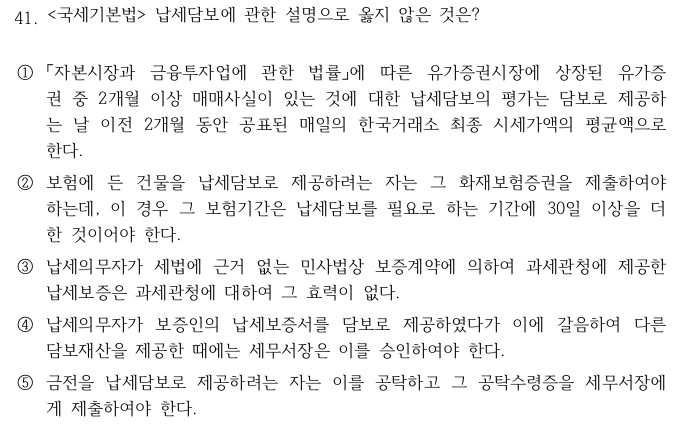 41. <국세기본법> 납세담보에 관한 설명으로 옳지 않은 것은?
① 「자본시장과 금융투자업에 관한 법률」에 따른 유가증권시장에 상장된 유가증
권 중 2개월 이상 매매사실이 있는 것에 대한 납세담보의 평가는 담보로 제공하
는 날 이전 2개월 동안 공표된 매일의 한국거래소 최종 시세가액의 평균액으로
한다.
② 보험에 든 건물을 납세담보로 제공하려는 자는 그 화재보험증권을 제출하여야
하는데, 이 경우 그 보험기간은 납세담보를 필요로 하는 기간에 30일 이상을 더
한 것이어야 한다.
③ 납세의무자가 세법에 근거 없는 민사법상 보증계약에 의하여 과세관청에 제공한
납세보증은 과세관청에 대하여 그 효력이 없다.
④ 납세의무자가 보증인의 납세보증서를 담보로 제공하였다가 이에 갈음하여 다른
담보재산을 제공한 때에는 세무서장은 이를 승인하여야 한다.
⑤ 금전을 납세담보로 제공하려는 자는 이를 공탁하고 그 공탁수령증을 세무서장에
게 제출하여야 한다.